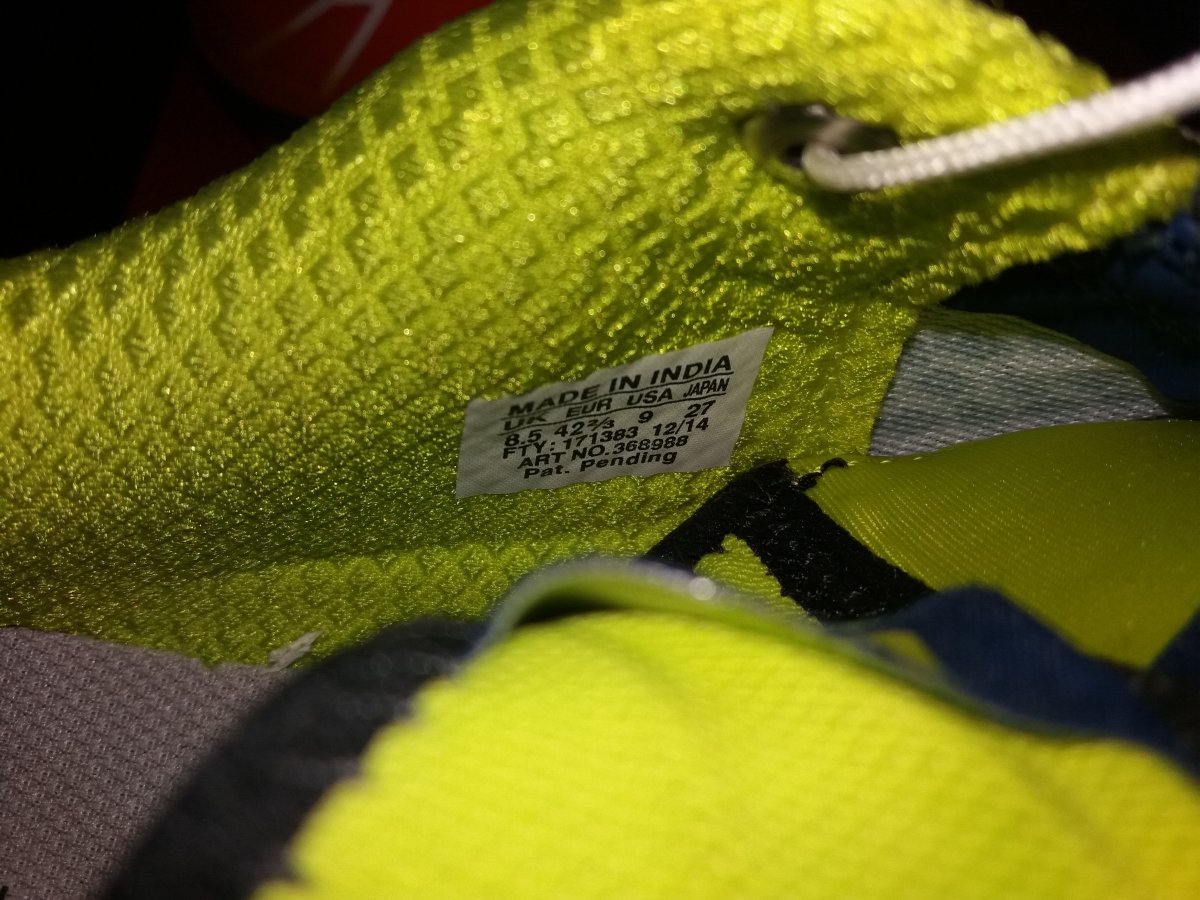 MADE IN INDIA
UK EUR USA JAPAN
8.5 42⅔ 9 27
FTY: 171383 12/14
ART NO. 368988
Pat. Pending